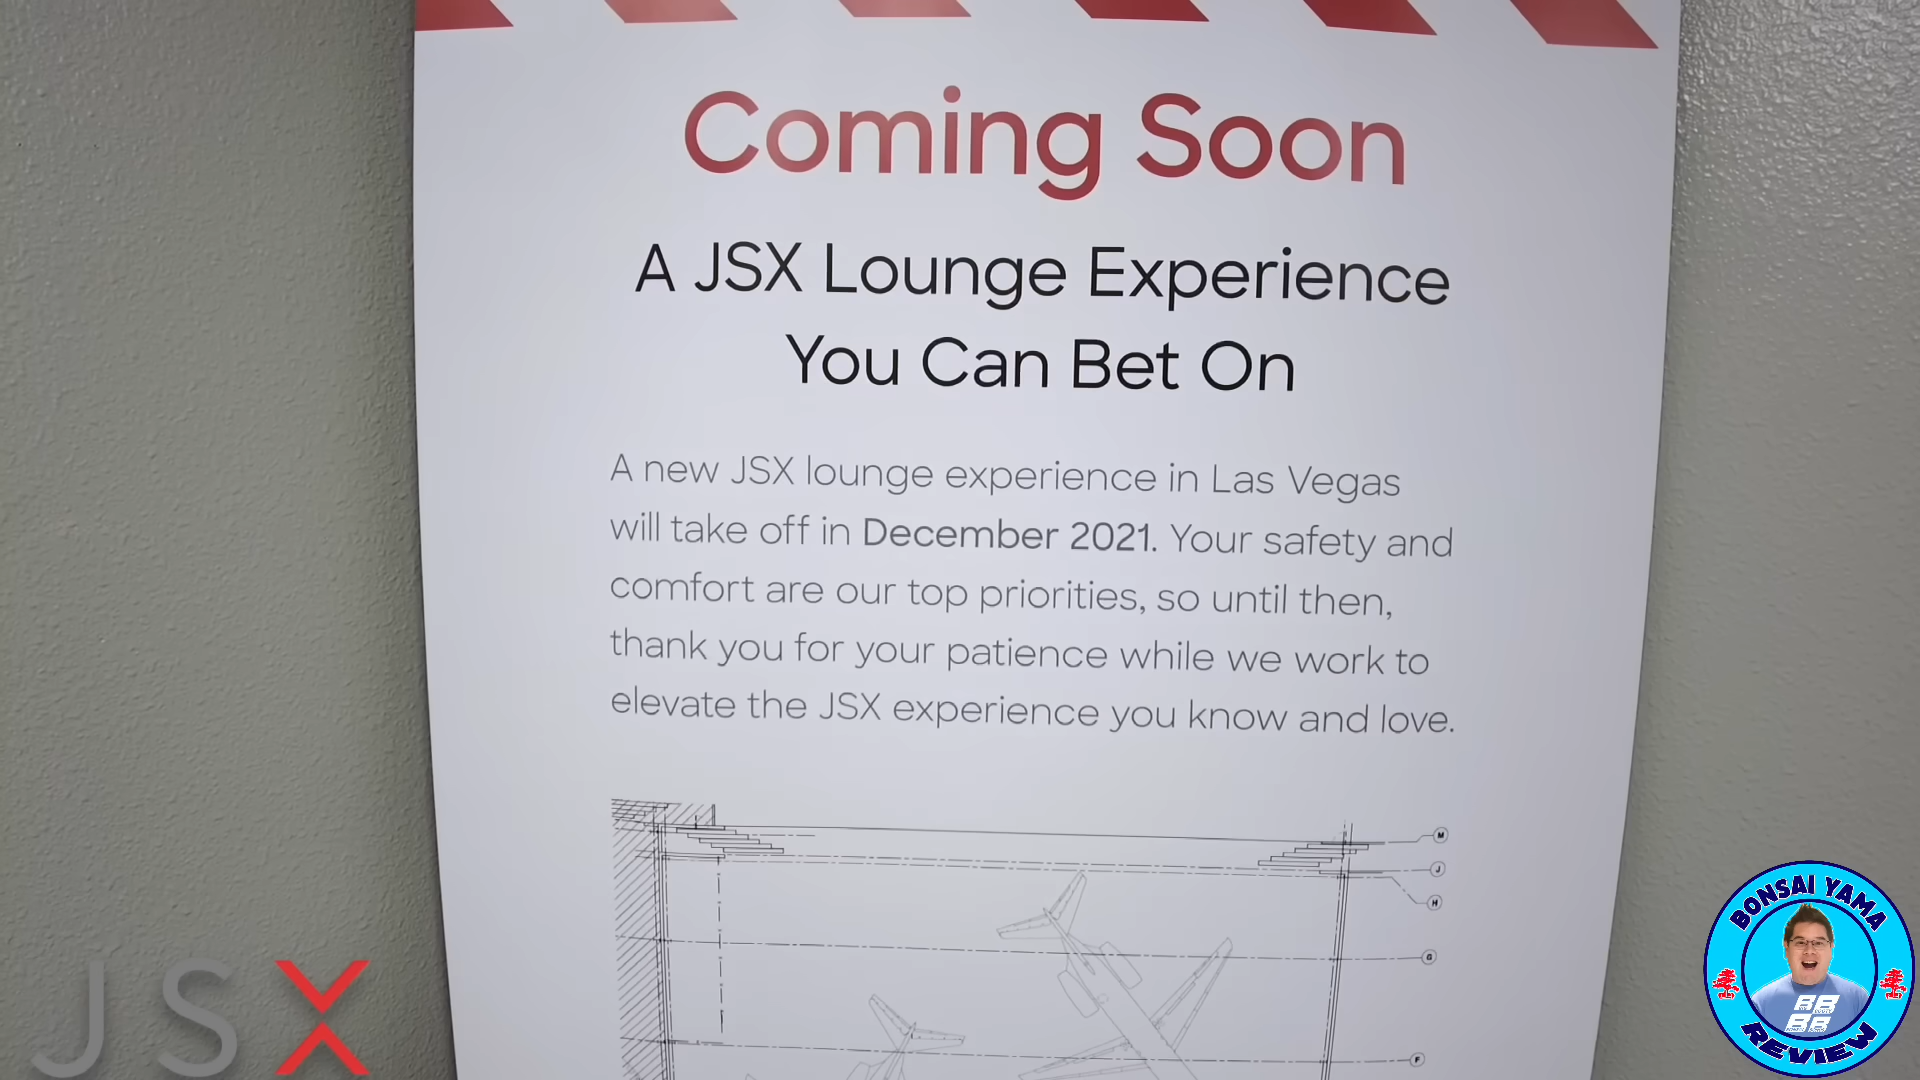 Coming Soon
A JSX Lounge Experience
You Can Bet On
A new JSX lounge experience in Las Vegas
will take off in December 2021. Your safety and
comfort are our top priorities, so until then,
thank you for your patience while we work to
elevate the JSX experience you know and love.
M
J
H
G
F
JSX
BONSAI YAMA
REVIEW